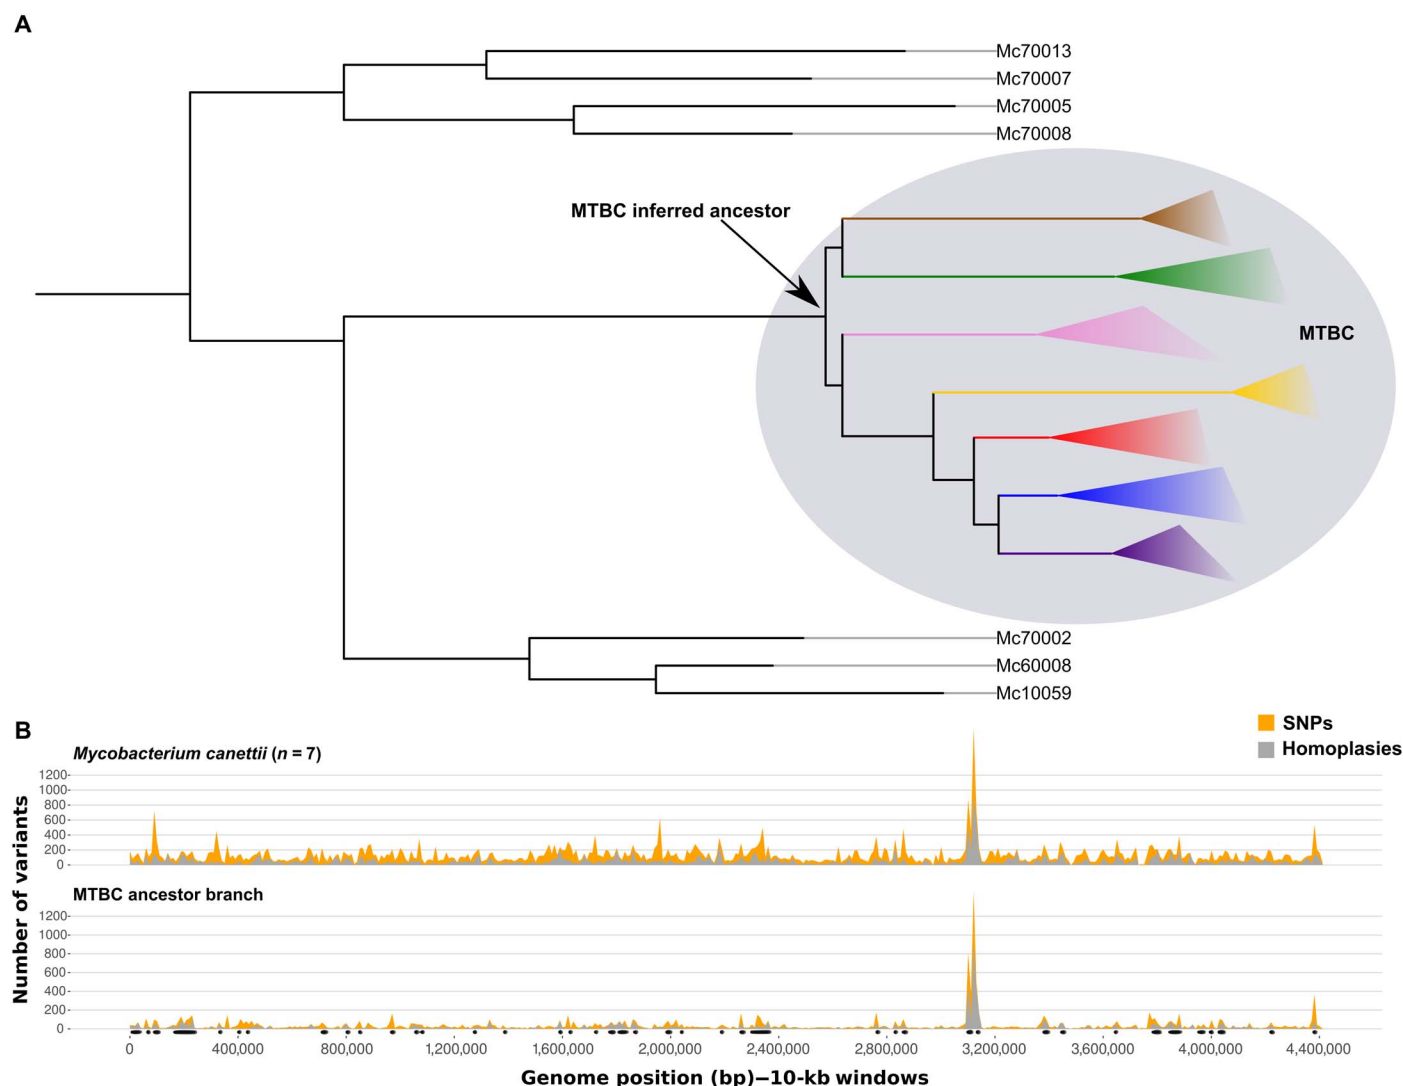 A
Mc70013
Mc70007
Mc70005
Mc70008
MTBC inferred ancestor
MTBC
Mc70002
Mc60008
Mc10059
B
SNPs
Homoplasies
Mycobacterium canettii (n = 7)
1200
1000
800
600
400
200
0
MTBC ancestor branch
1200
1000
800
600
400
200
0
Number of variants
0 400,000 800,000 1,200,000 1,600,000 2,000,000 2,400,000 2,800,000 3,200,000 3,600,000 4,000,000 4,400,000
Genome position (bp)–10-kb windows